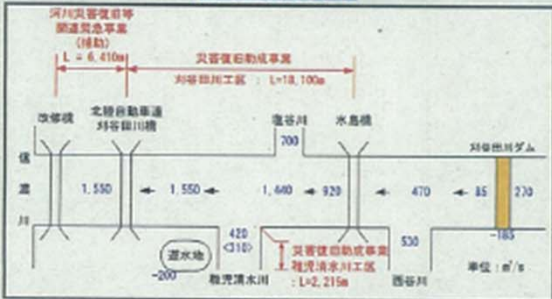 河川災害復旧等
関連緊急事業
(補助)
L = 6,410m
災害復旧助成事業
刈谷田川工区 : L=18,100m
改修橋
北陸自動車道
刈谷田川橋
塩谷川
水島橋
刈谷田川ダム
信濃川
700
1,550
1,550
1,440
920
470
85
270
420
<310>
530
-185
遊水地
-200
稚児清水川
災害復旧助成事業
稚児清水川工区
:L=2,215m
西谷川
単位:m³/s